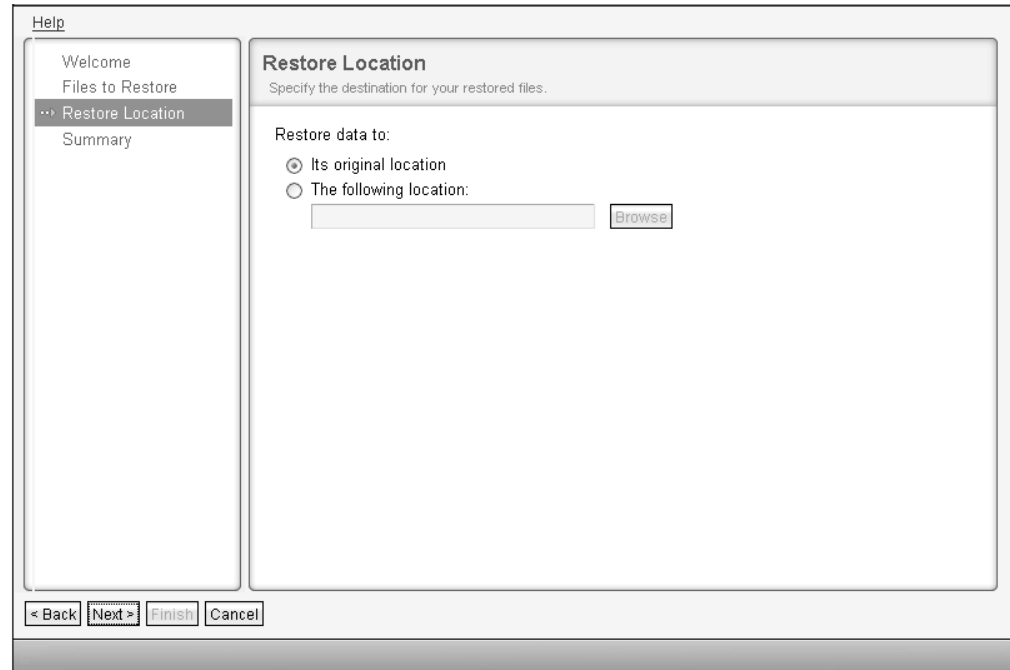 Help
Welcome
Files to Restore
Restore Location
Summary
Restore Location
Specify the destination for your restored files.
Restore data to:
Its original location
The following location:
Browse
< Back Next > Finish Cancel